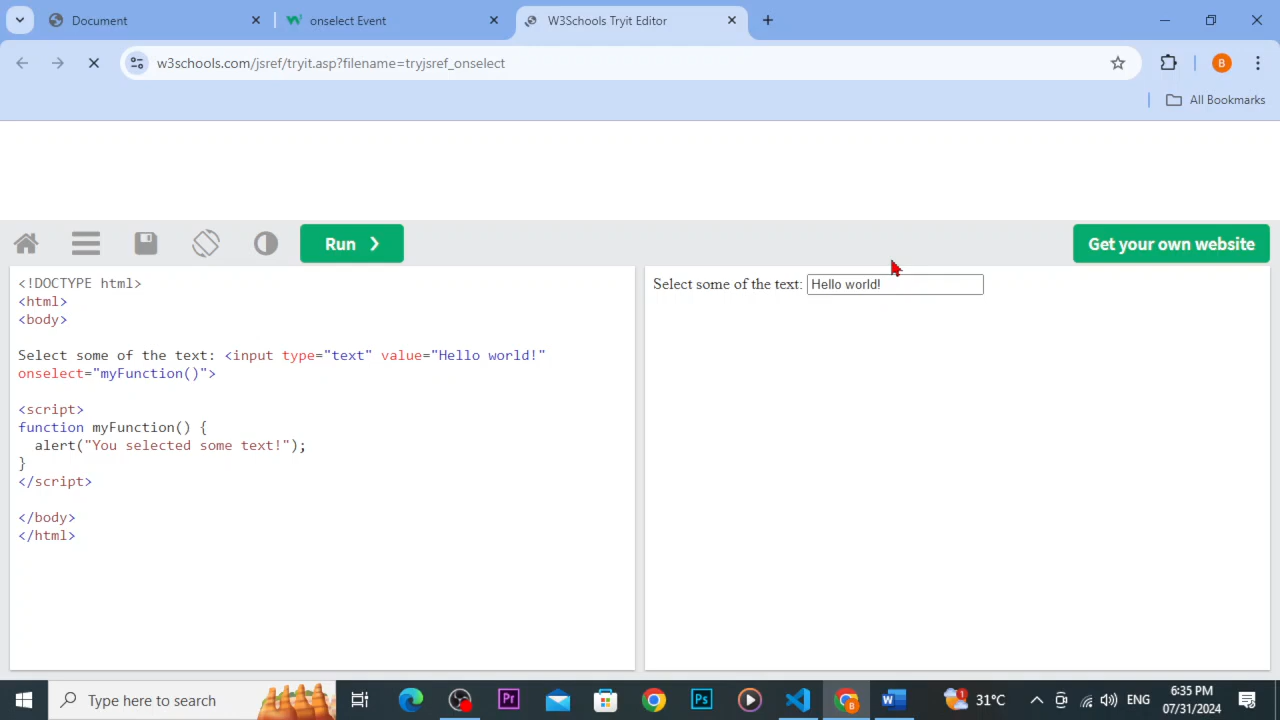 Document
onselect Event
W3Schools Tryit Editor
w3schools.com/jsref/tryit.asp?filename=tryjsref_onselect
B
All Bookmarks
Run ❯
Get your own website
<!DOCTYPE html>
<html>
<body>
Select some of the text: <input type="text" value="Hello world!"
onselect="myFunction()">
<script>
function myFunction() {
alert("You selected some text!");
}
</script>
</body>
</html>
Select some of the text: Hello world!
Type here to search
Pr
Ps
B
W
1
31°C
ENG
6:35 PM
07/31/2024